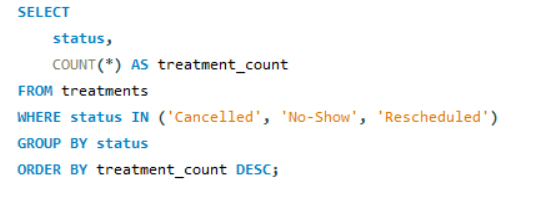 SELECT
    status,
    COUNT(*) AS treatment_count
FROM treatments
WHERE status IN ('Cancelled', 'No-Show', 'Rescheduled')
GROUP BY status
ORDER BY treatment_count DESC;